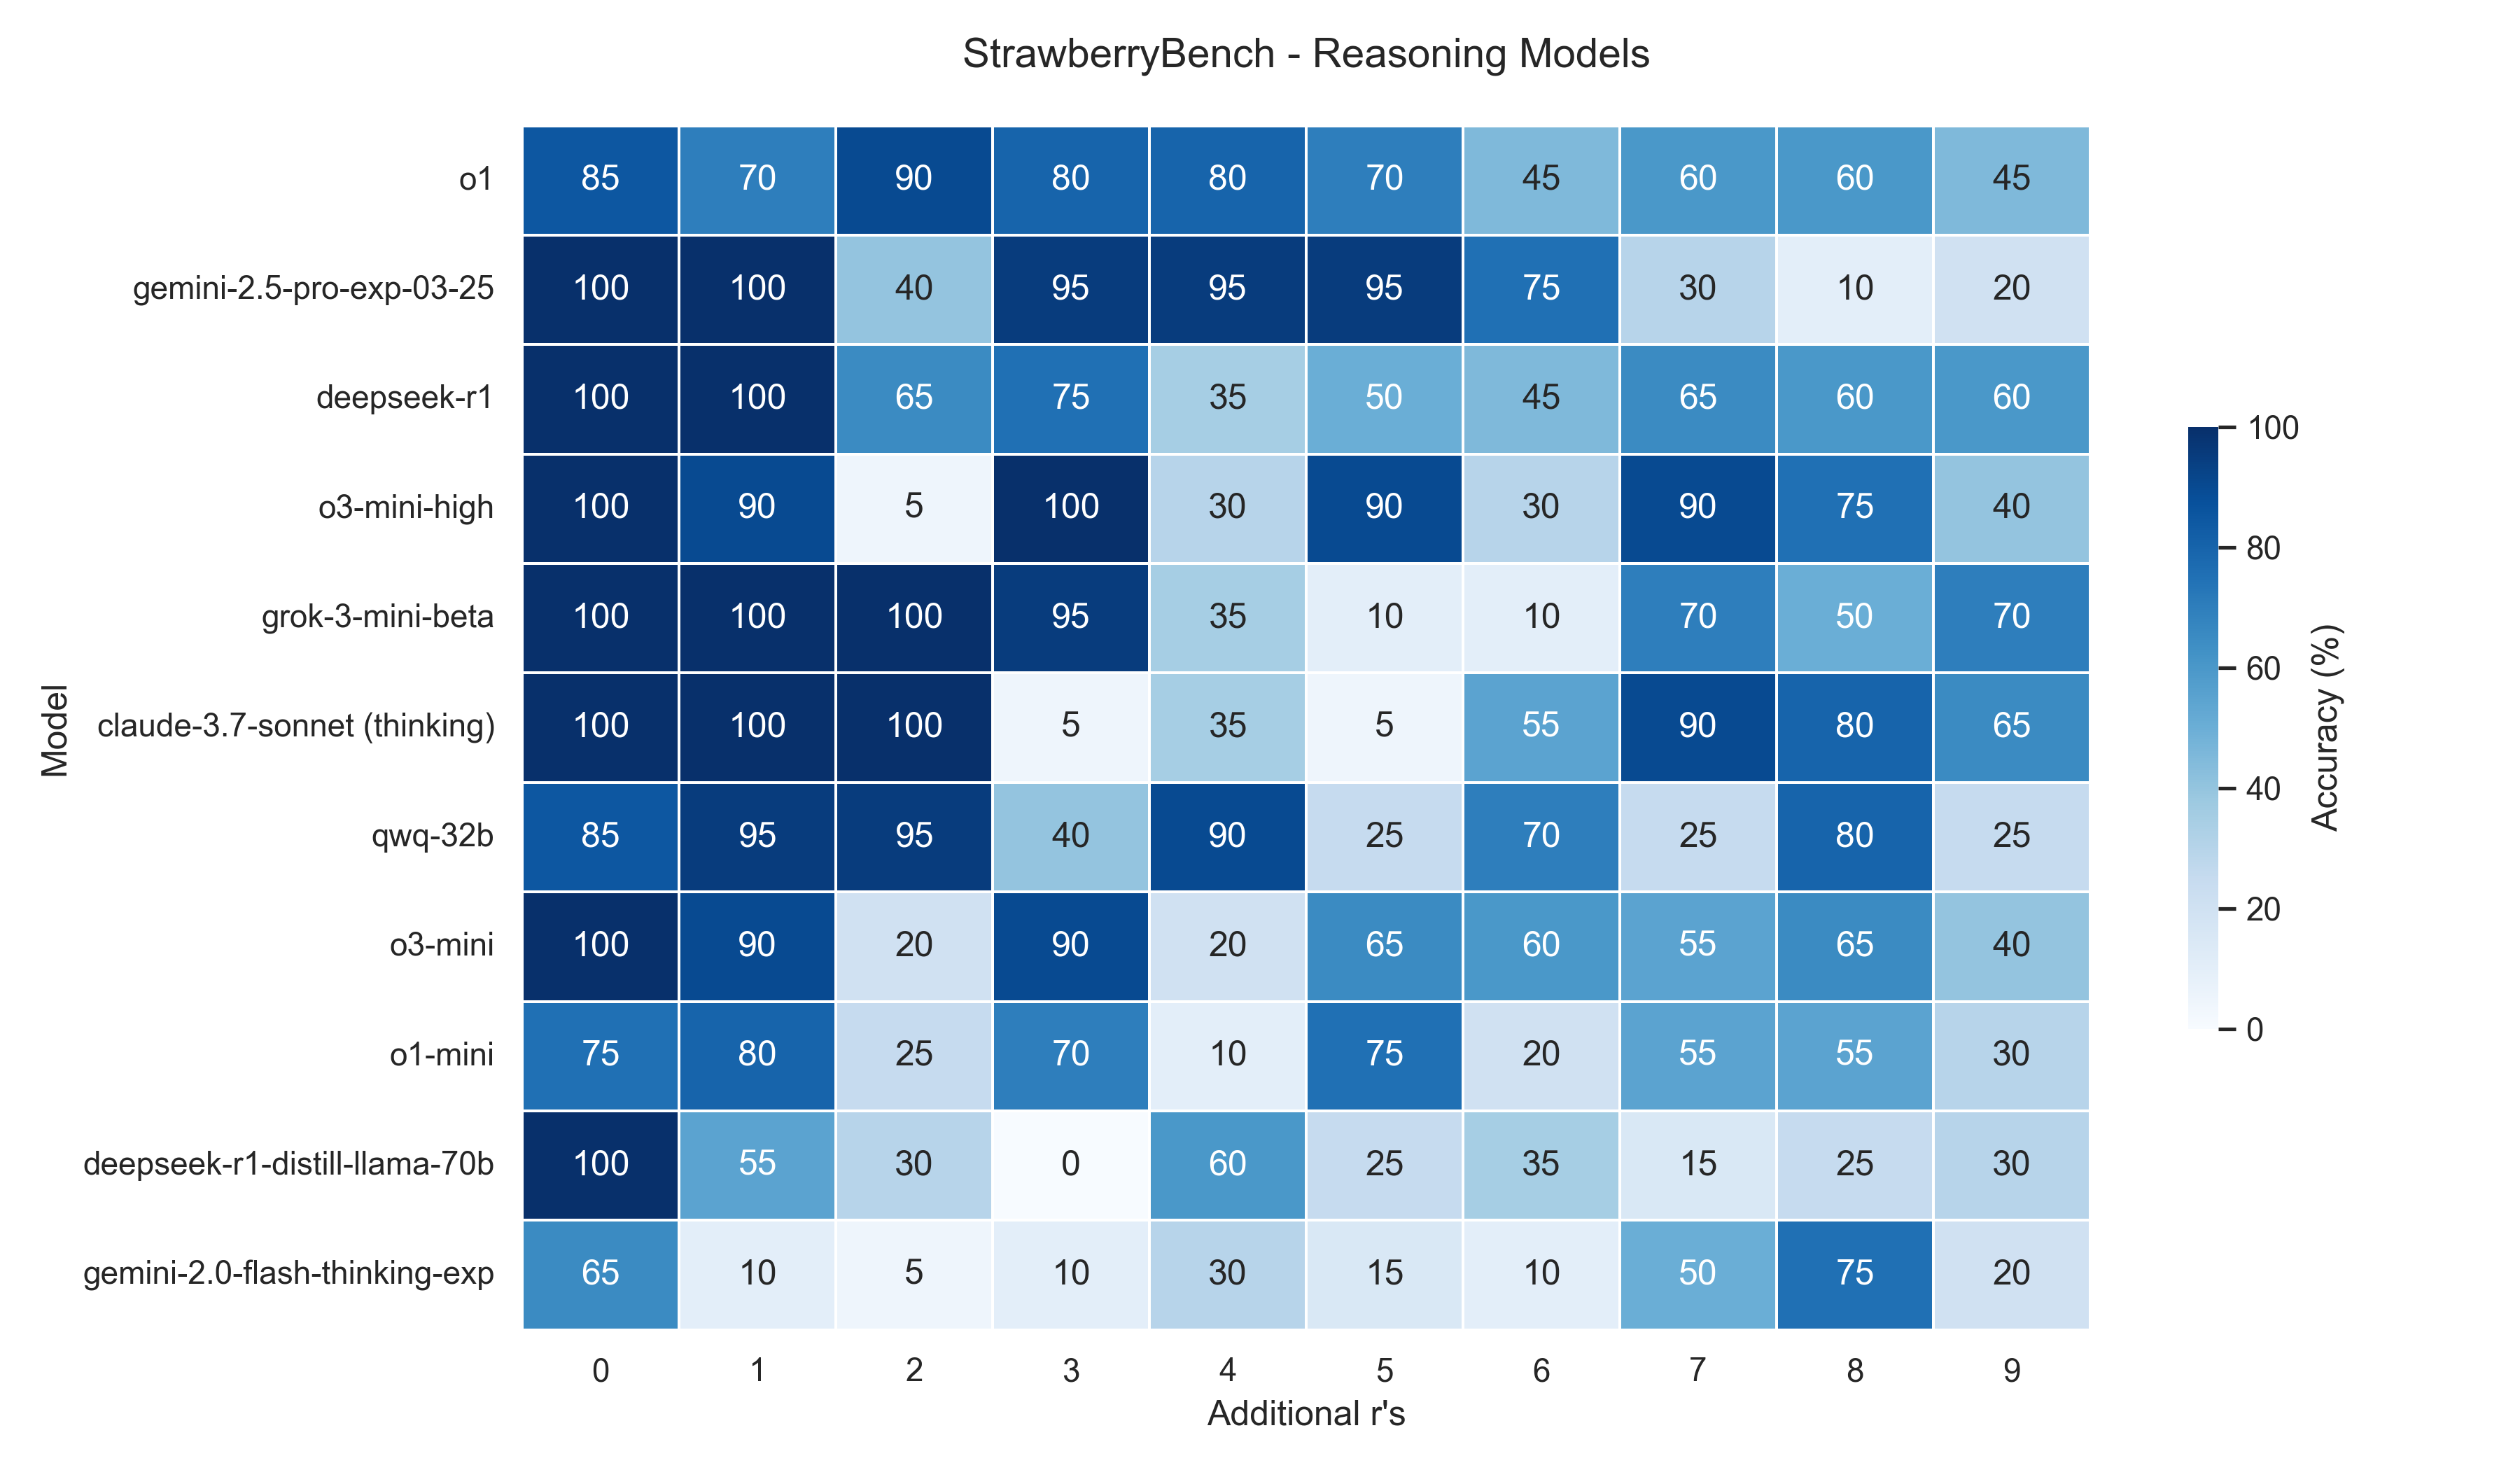 StrawberryBench - Reasoning Models
o1 85 70 90 80 80 70 45 60 60 45
gemini-2.5-pro-exp-03-25 100 100 40 95 95 95 75 30 10 20
deepseek-r1 100 100 65 75 35 50 45 65 60 60
o3-mini-high 100 90 5 100 30 90 30 90 75 40
grok-3-mini-beta 100 100 100 95 35 10 10 70 50 70
claude-3.7-sonnet (thinking) 100 100 100 5 35 5 55 90 80 65
qwq-32b 85 95 95 40 90 25 70 25 80 25
o3-mini 100 90 20 90 20 65 60 55 65 40
o1-mini 75 80 25 70 10 75 20 55 55 30
deepseek-r1-distill-llama-70b 100 55 30 0 60 25 35 15 25 30
gemini-2.0-flash-thinking-exp 65 10 5 10 30 15 10 50 75 20
0 1 2 3 4 5 6 7 8 9
Additional r's
Model
100
80
60
40
20
0
Accuracy (%)